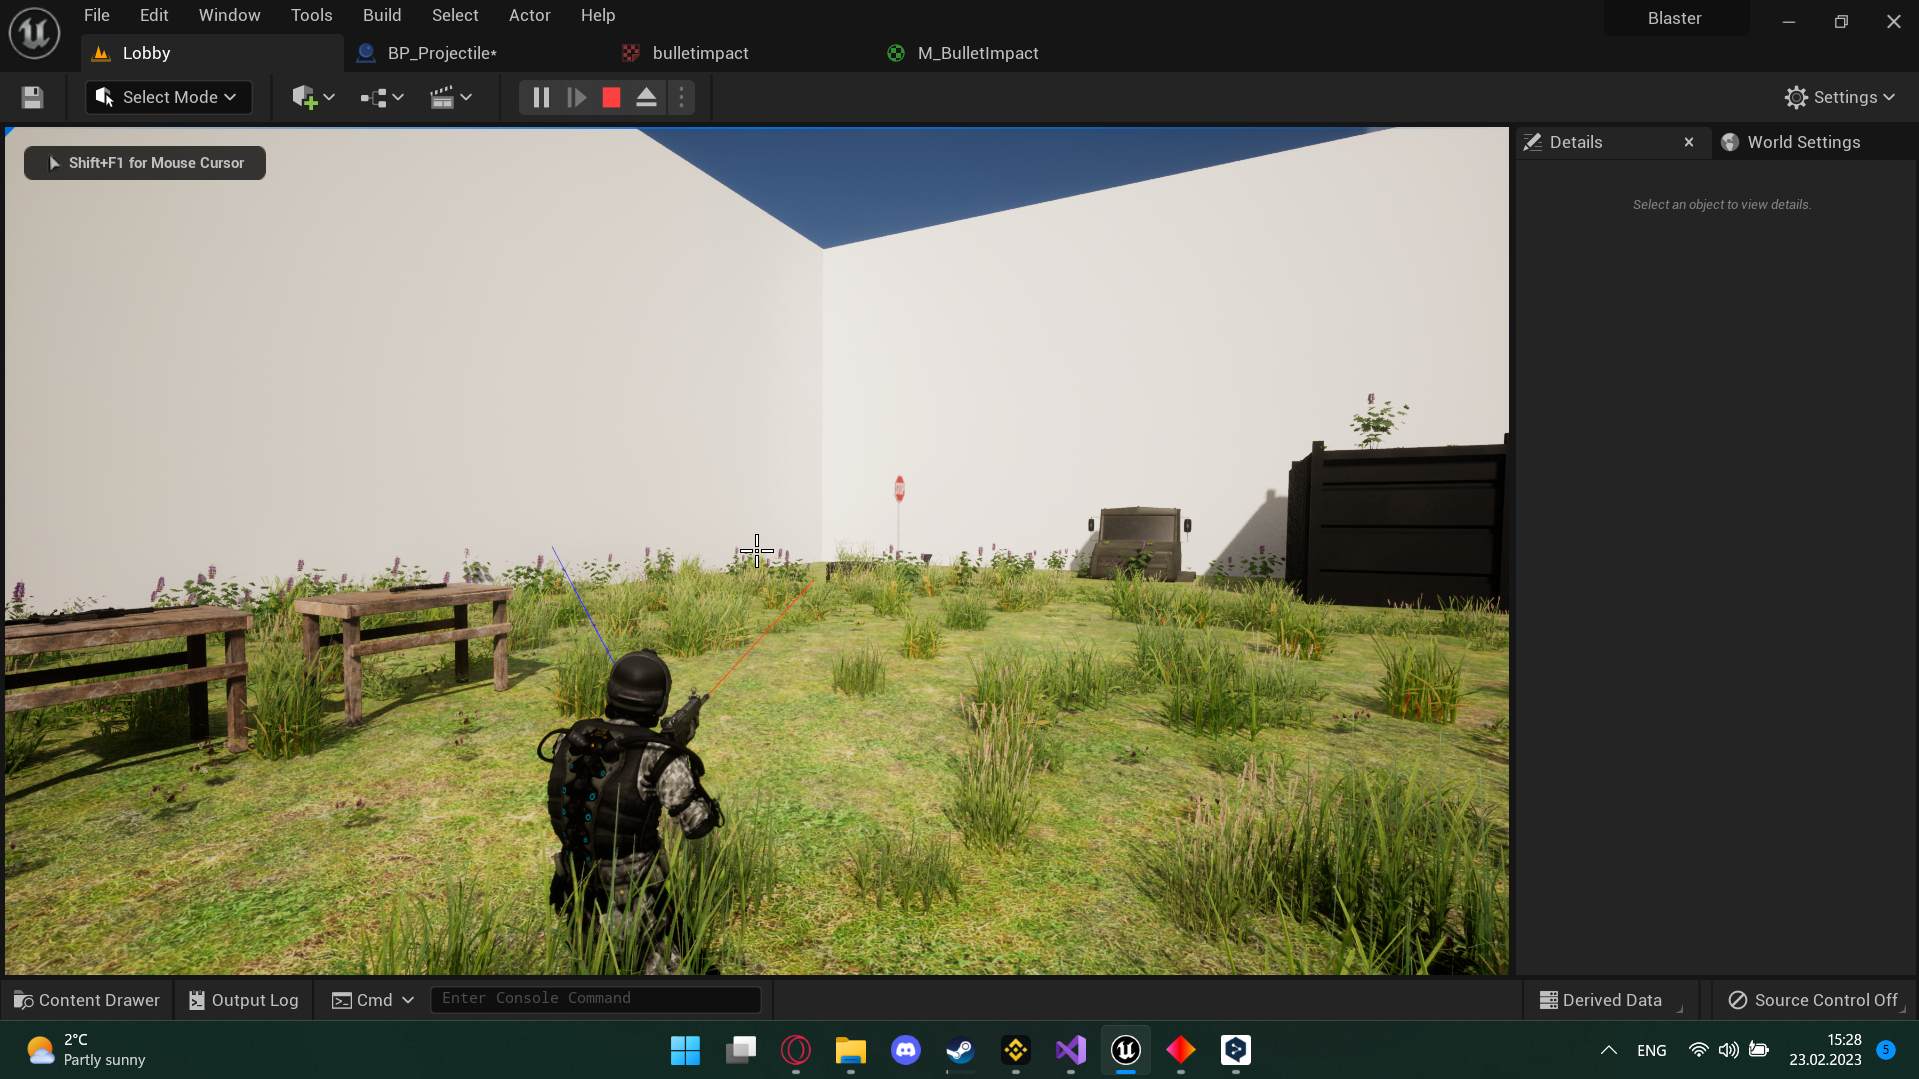 File Edit Window Tools Build Select Actor Help
Blaster
Lobby
BP_Projectile*
bulletimpact
M_BulletImpact
Select Mode
Settings
Shift+F1 for Mouse Cursor
Details
World Settings
Select an object to view details.
Content Drawer
Output Log
Cmd
Enter Console Command
Derived Data
Source Control Off
2°C
Partly sunny
ENG
15:28
23.02.2023
5